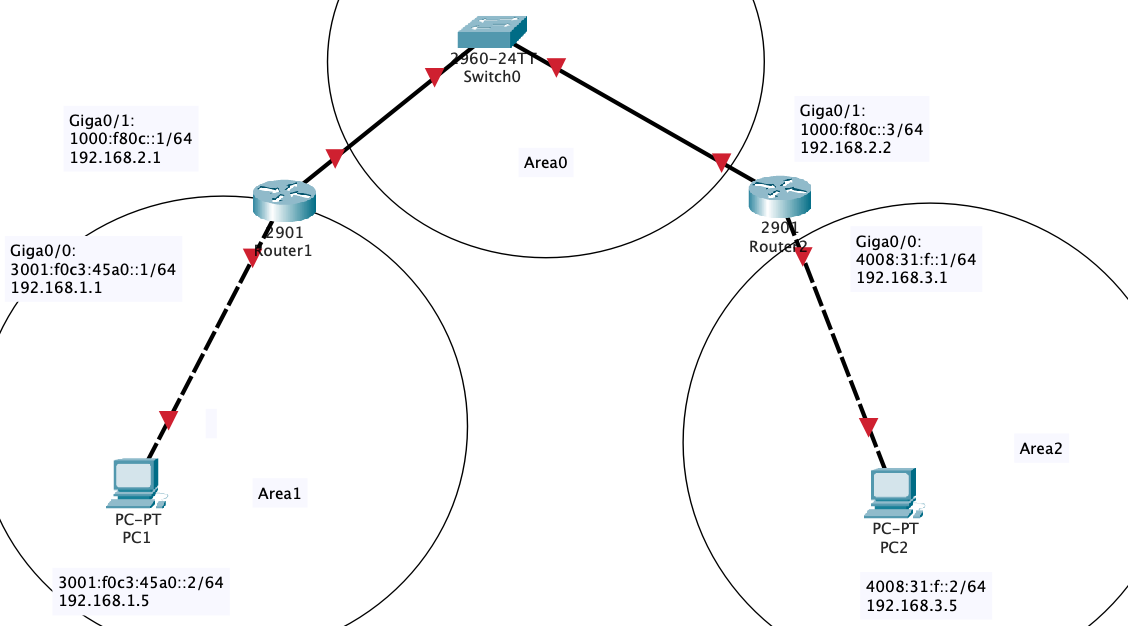 2960-24TT
Switch0
Giga0/1:
1000:f80c::1/64
192.168.2.1
Giga0/1:
1000:f80c::3/64
192.168.2.2
Area0
2901
Router1
2901
Router2
Giga0/0:
3001:f0c3:45a0::1/64
192.168.1.1
Giga0/0:
4008:31:f::1/64
192.168.3.1
Area2
Area1
PC-PT
PC1
PC-PT
PC2
3001:f0c3:45a0::2/64
192.168.1.5
4008:31:f::2/64
192.168.3.5